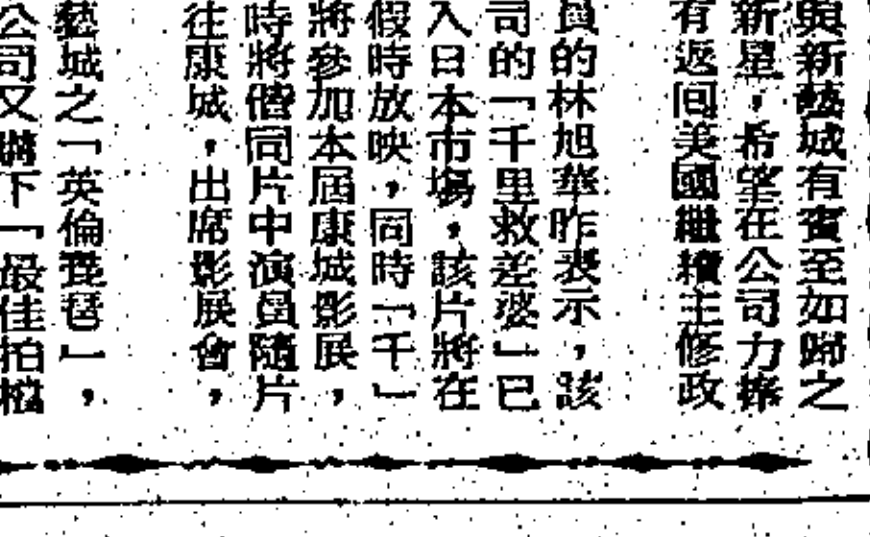 與新藝城有賓至如歸之
新星，希望在公司力捧
有返回美國繼續主修政
員的林旭華昨表示，該
司的「千里救差婆」已
入日本市場，該片將在
假時放映，同時「千」
將參加本屆康城影展，
時將偕同片中演員隨片
往康城，出席影展會，
藝城之「英倫琵琶」，
公司又購下「最佳拍檔